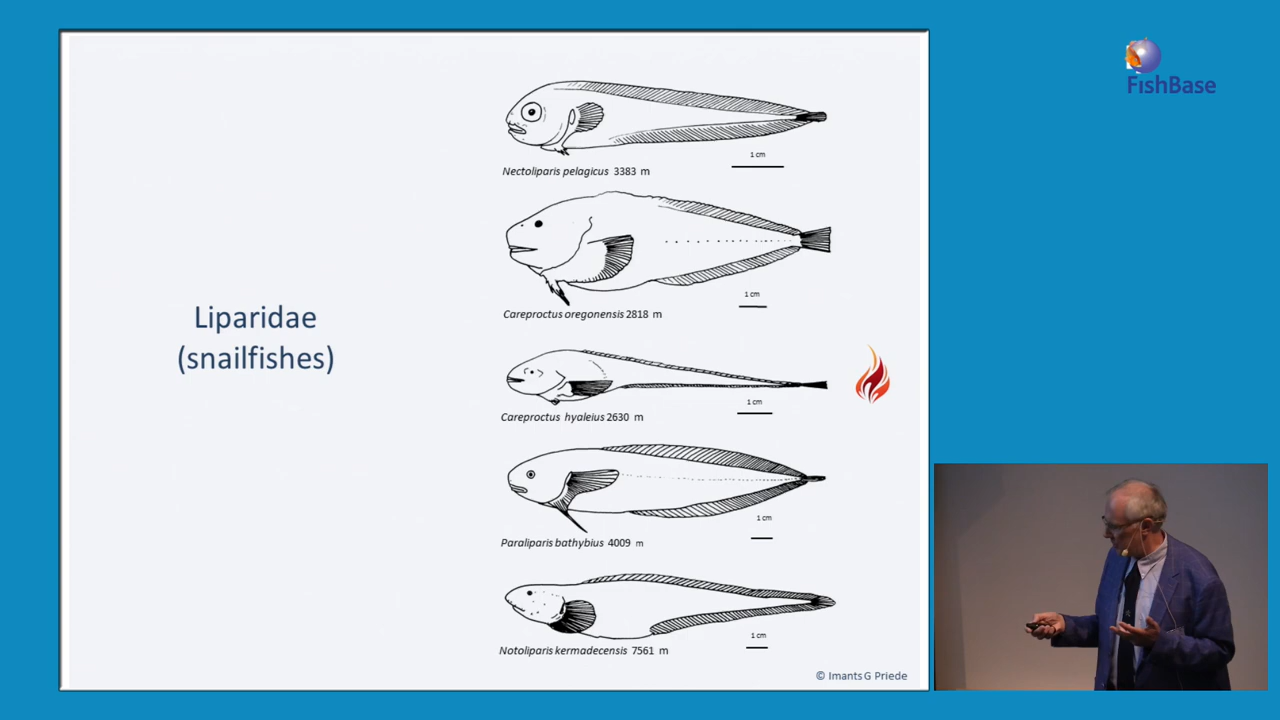 FishBase
1 cm
Nectoliparis pelagicus 3383 m
1 cm
Careproctus oregonensis 2818 m
Liparidae
(snailfishes)
1 cm
Careproctus hyaleius 2630 m
1 cm
Paraliparis bathybius 4009 m
1 cm
Notoliparis kermadecensis 7561 m
© Imants G Priede